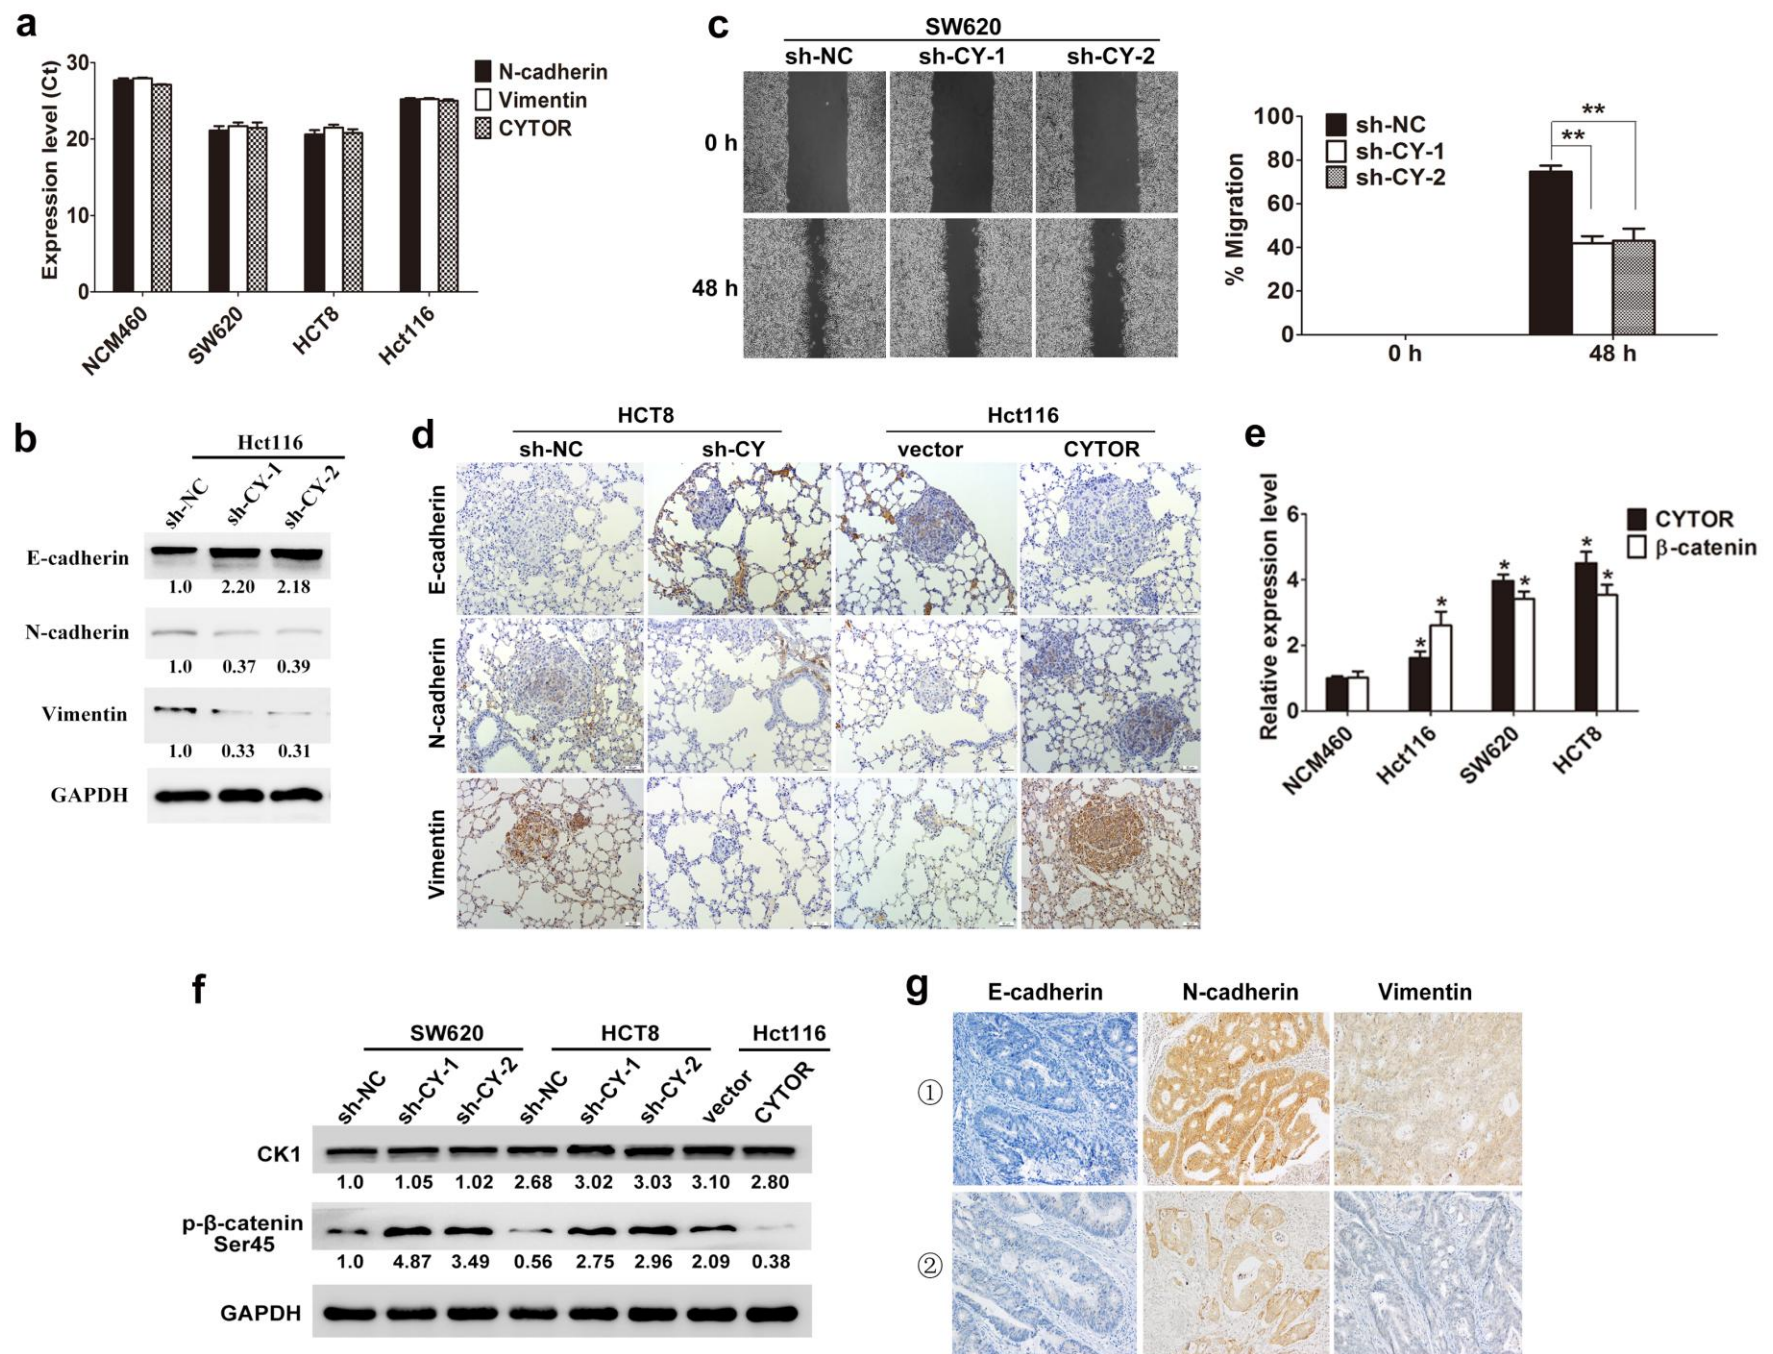 a
Expression level (Ct)
30
20
10
0
NCM460
SW620
HCT8
Hct116
N-cadherin
Vimentin
CYTOR
c
SW620
sh-NC sh-CY-1 sh-CY-2
0 h
48 h
% Migration
100
80
60
40
20
0
sh-NC
sh-CY-1
sh-CY-2
**
**
0 h 48 h
b
Hct116
sh-NC sh-CY-1 sh-CY-2
E-cadherin
1.0 2.20 2.18
N-cadherin
1.0 0.37 0.39
Vimentin
1.0 0.33 0.31
GAPDH
d
HCT8 Hct116
sh-NC sh-CY vector CYTOR
E-cadherin
N-cadherin
Vimentin
e
Relative expression level
6
4
2
0
CYTOR
β-catenin
* * * * * *
NCM460 Hct116 SW620 HCT8
f
SW620 HCT8 Hct116
sh-NC sh-CY-1 sh-CY-2 sh-NC sh-CY-1 sh-CY-2 vector CYTOR
CK1
1.0 1.05 1.02 2.68 3.02 3.03 3.10 2.80
p-β-catenin
Ser45
1.0 4.87 3.49 0.56 2.75 2.96 2.09 0.38
GAPDH
g
E-cadherin N-cadherin Vimentin
①
②